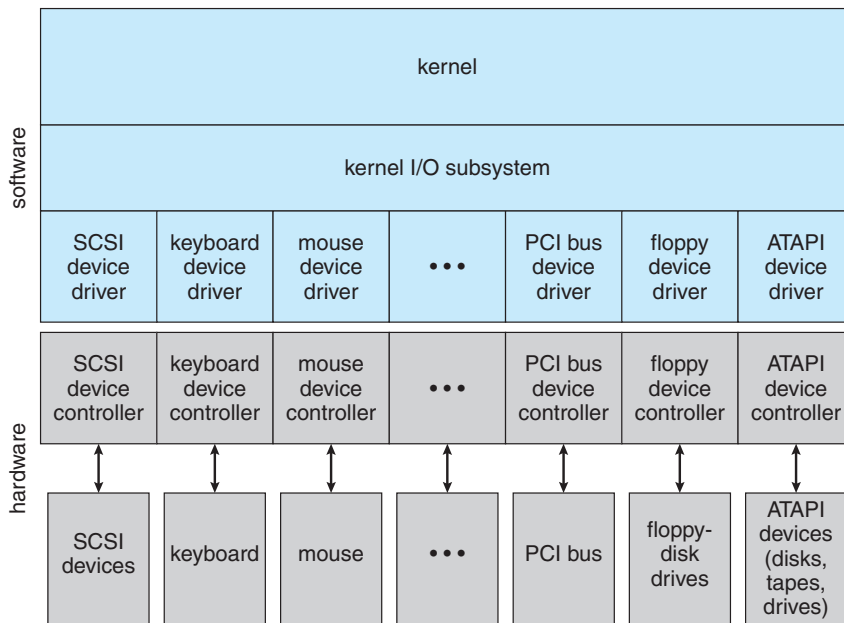 software
kernel
kernel I/O subsystem
SCSI
device
driver
keyboard
device
driver
mouse
device
driver
•••
PCI bus
device
driver
floppy
device
driver
ATAPI
device
driver
hardware
SCSI
device
controller
keyboard
device
controller
mouse
device
controller
•••
PCI bus
device
controller
floppy
device
controller
ATAPI
device
controller
SCSI
devices
keyboard
mouse
•••
PCI bus
floppy-
disk
drives
ATAPI
devices
(disks,
tapes,
drives)